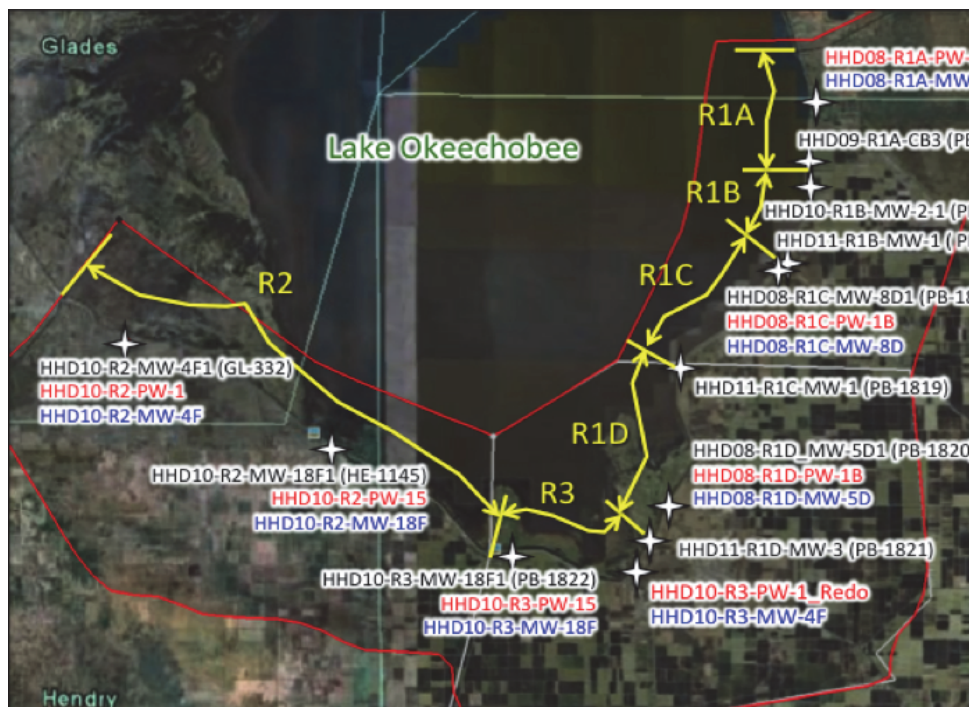 Glades
HHD08-R1A-PW-
HHD08-R1A-MW
R1A
Lake Okeechobee
HHD09-R1A-CB3 (PB
R1B
HHD10-R1B-MW-2-1 (P
HHD11-R1B-MW-1 ( P
R1C
R2
HHD08-R1C-MW-8D1 (PB-18
HHD08-R1C-PW-1B
HHD08-R1C-MW-8D
HHD10-R2-MW-4F1 (GL-332)
HHD10-R2-PW-1
HHD10-R2-MW-4F
HHD11-R1C-MW-1 (PB-1819)
R1D
HHD08-R1D_MW-5D1 (PB-1820
HHD08-R1D-PW-1B
HHD08-R1D-MW-5D
HHD10-R2-MW-18F1 (HE-1145)
HHD10-R2-PW-15
HHD10-R2-MW-18F
R3
HHD11-R1D-MW-3 (PB-1821)
HHD10-R3-MW-18F1 (PB-1822)
HHD10-R3-PW-15
HHD10-R3-MW-18F
HHD10-R3-PW-1_Redo
HHD10-R3-MW-4F
Hendry